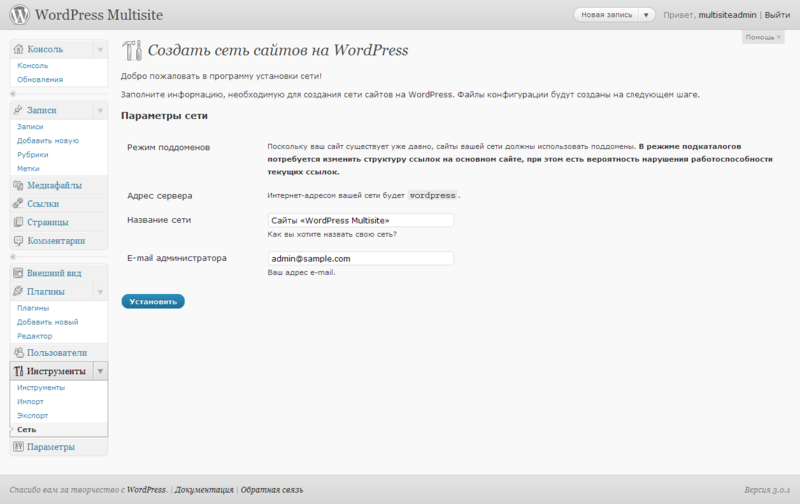 WordPress Multisite
Новая запись
Привет, multisiteadmin | Выйти
Помощь
Консоль
Консоль
Обновления
Записи
Записи
Добавить новую
Рубрики
Метки
Медиафайлы
Ссылки
Страницы
Комментарии
Внешний вид
Плагины
Плагины
Добавить новый
Редактор
Пользователи
Инструменты
Инструменты
Импорт
Экспорт
Сеть
Параметры
Создать сеть сайтов на WordPress
Добро пожаловать в программу установки сети!
Заполните информацию, необходимую для создания сети сайтов на WordPress. Файлы конфигурации будут созданы на следующем шаге.
Параметры сети
Режим поддоменов
Поскольку ваш сайт существует уже давно, сайты вашей сети должны использовать поддомены. В режиме подкаталогов
потребуется изменить структуру ссылок на основном сайте, при этом есть вероятность нарушения работоспособности
текущих ссылок.
Адрес сервера
Интернет-адресом вашей сети будет wordpress.
Название сети
Сайты «WordPress Multisite»
Как вы хотите назвать свою сеть?
E-mail администратора
admin@sample.com
Ваш адрес e-mail.
Установить
Спасибо вам за творчество с WordPress. | Документация | Обратная связь
Версия 3.0.1